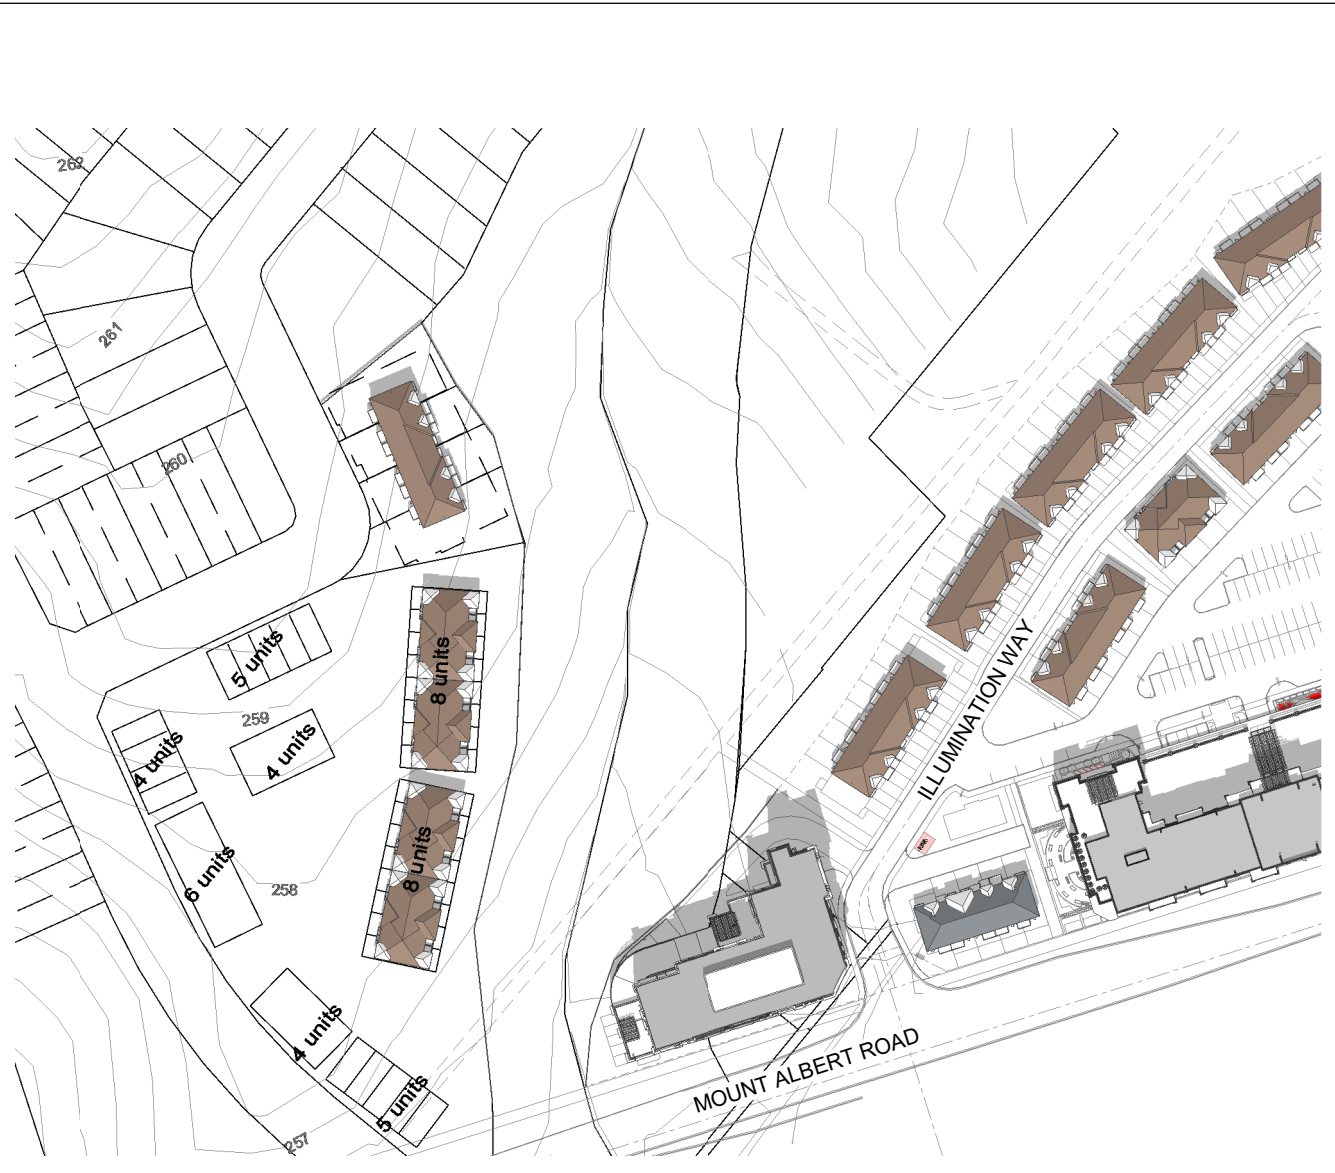 262
261
260
5 units
8 units
259
4 units
4 units
ILLUMINATION WAY
8 units
6 units
258
4 units
MOUNT ALBERT ROAD
5 units
257